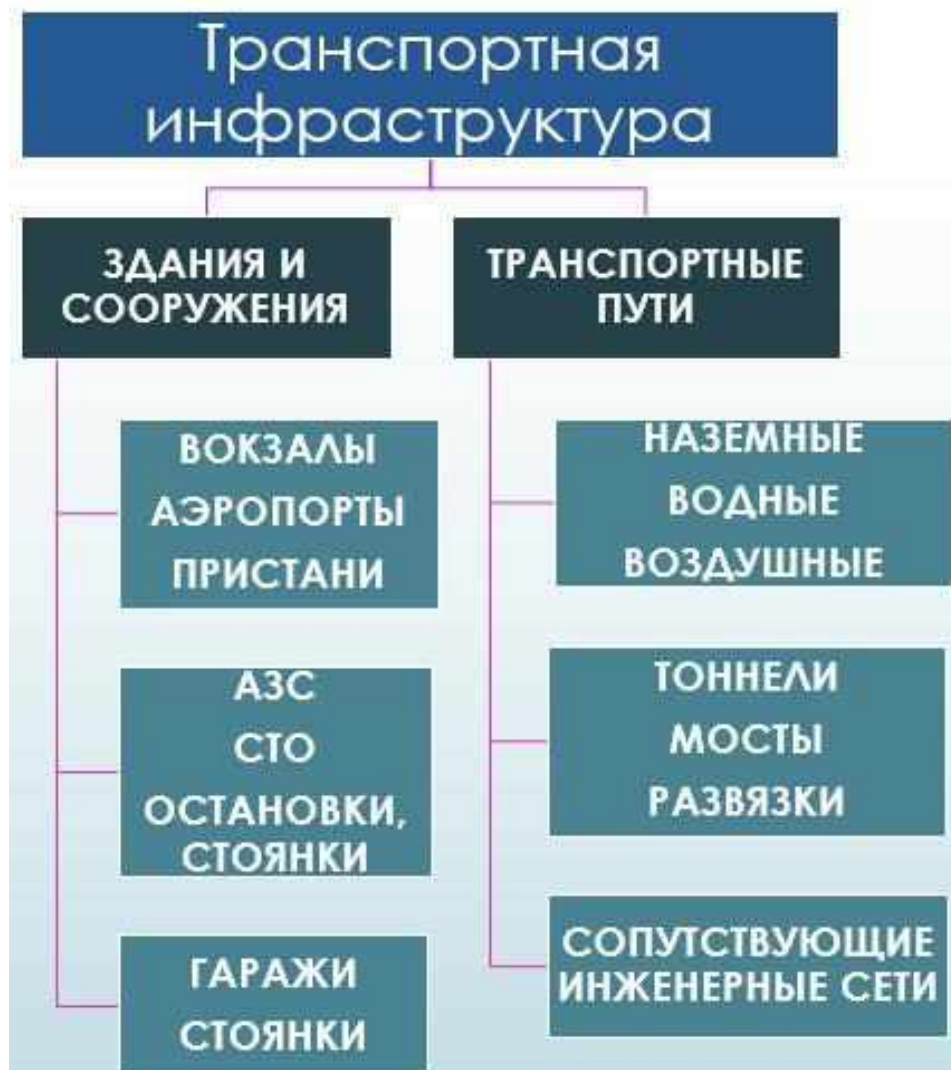 Транспортная
инфраструктура
ЗДАНИЯ И
СООРУЖЕНИЯ
ВОКЗАЛЫ
АЭРОПОРТЫ
ПРИСТАНИ
АЗС
СТО
ОСТАНОВКИ,
СТОЯНКИ
ГАРАЖИ
СТОЯНКИ
ТРАНСПОРТНЫЕ
ПУТИ
НАЗЕМНЫЕ
ВОДНЫЕ
ВОЗДУШНЫЕ
ТОННЕЛИ
МОСТЫ
РАЗВЯЗКИ
СОПУТСТВУЮЩИЕ
ИНЖЕНЕРНЫЕ СЕТИ